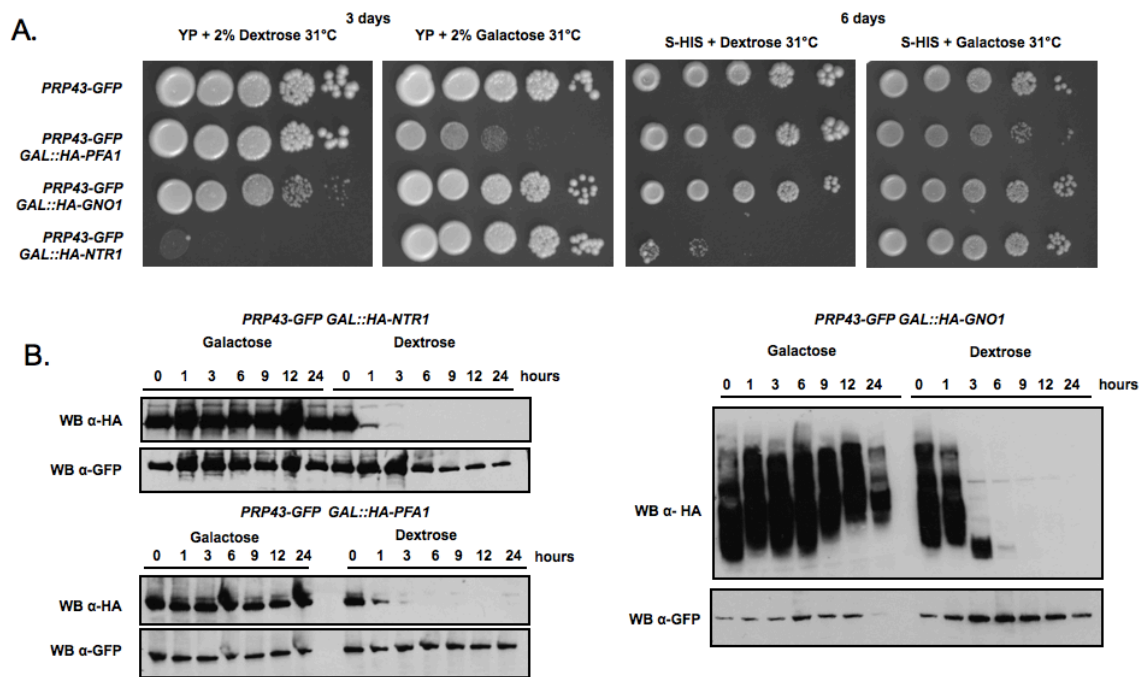 A.
3 days
6 days
YP + 2% Dextrose 31°C
YP + 2% Galactose 31°C
S-HIS + Dextrose 31°C
S-HIS + Galactose 31°C
PRP43-GFP
PRP43-GFP
GAL::HA-PFA1
PRP43-GFP
GAL::HA-GNO1
PRP43-GFP
GAL::HA-NTR1
B.
PRP43-GFP GAL::HA-NTR1
Galactose Dextrose
0 1 3 6 9 12 24 0 1 3 6 9 12 24 hours
WB α-HA
WB α-GFP
PRP43-GFP GAL::HA-PFA1
Galactose Dextrose
0 1 3 6 9 12 24 0 1 3 6 9 12 24 hours
WB α-HA
WB α-GFP
PRP43-GFP GAL::HA-GNO1
Galactose Dextrose
0 1 3 6 9 12 24 0 1 3 6 9 12 24 hours
WB α- HA
WB α-GFP